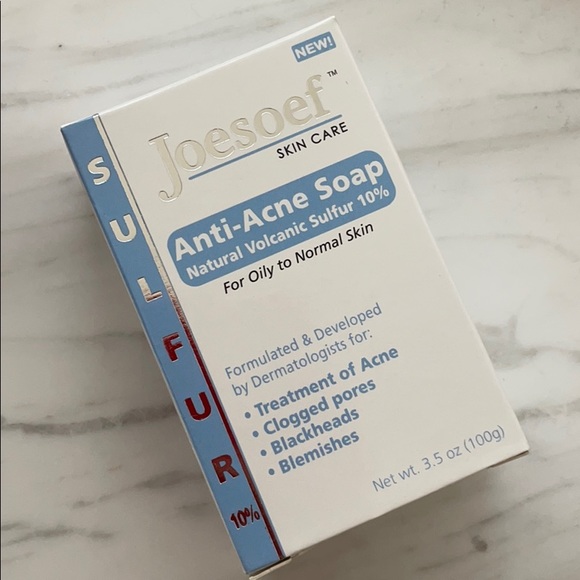 NEW!
Joesoef™
SKIN CARE
Anti-Acne Soap
Natural Volcanic Sulfur 10%
For Oily to Normal Skin
Formulated & Developed
by Dermatologists for:
• Treatment of Acne
• Clogged pores
• Blackheads
• Blemishes
Net wt. 3.5 oz (100g)
SULFUR
10%